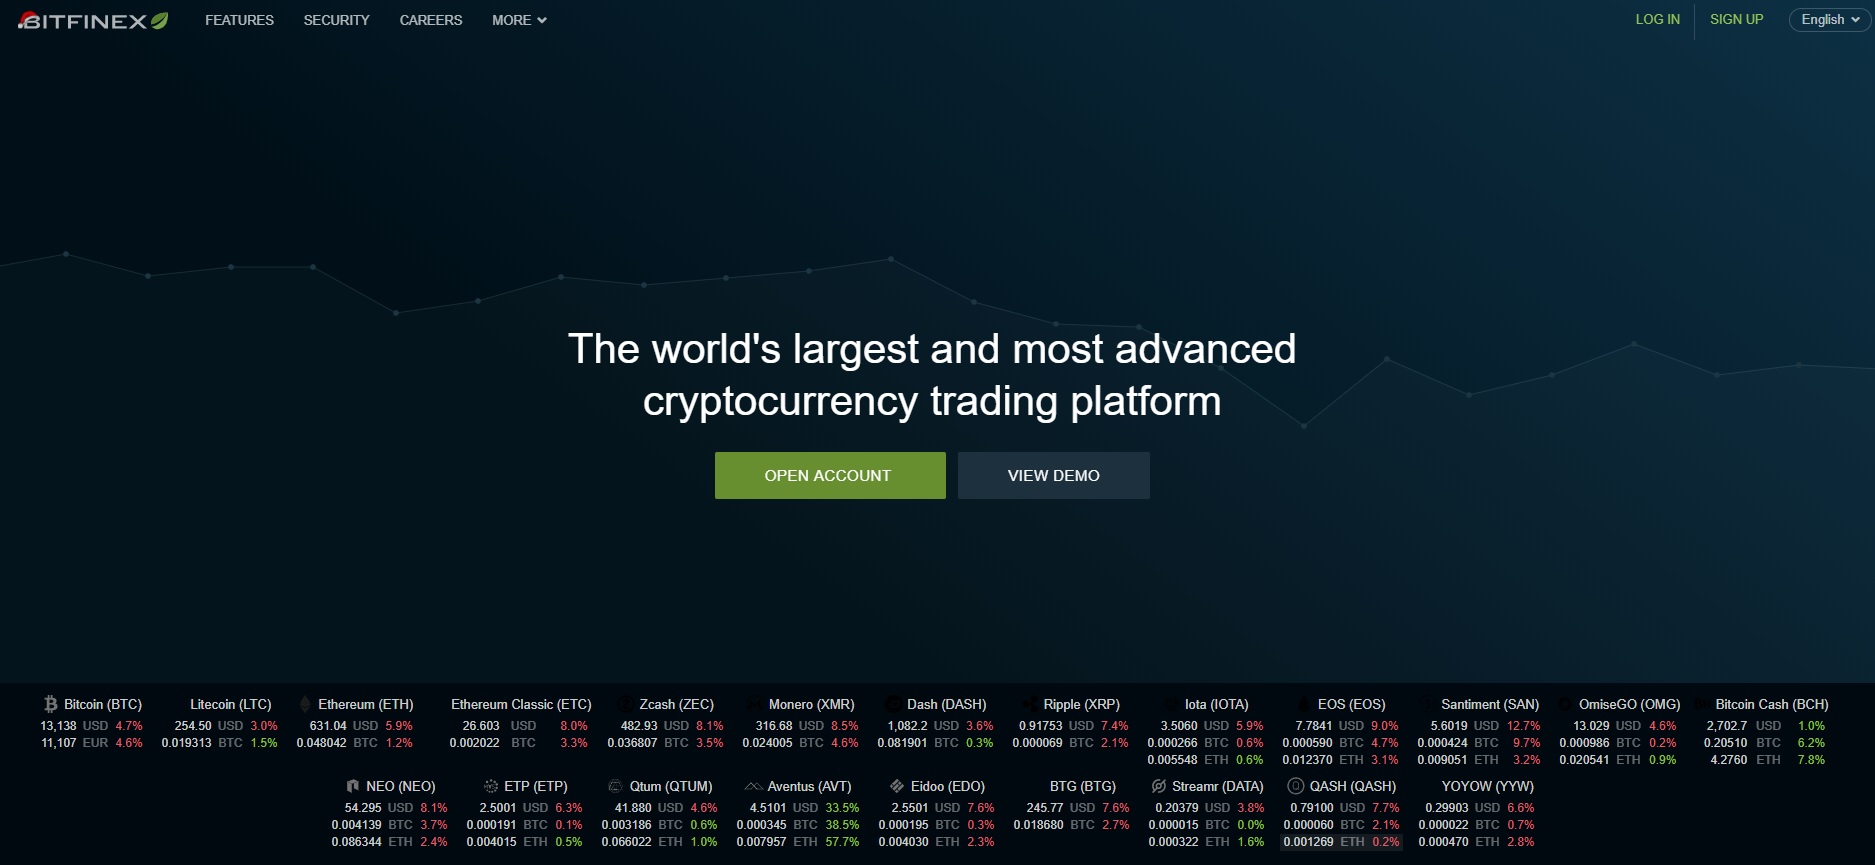 BITFINEX FEATURES SECURITY CAREERS MORE LOG IN SIGN UP English
The world's largest and most advanced
cryptocurrency trading platform
OPEN ACCOUNT VIEW DEMO
Bitcoin (BTC) Litecoin (LTC) Ethereum (ETH) Ethereum Classic (ETC) Zcash (ZEC) Monero (XMR) Dash (DASH) Ripple (XRP) Iota (IOTA) EOS (EOS) Santiment (SAN) OmiseGO (OMG) Bitcoin Cash (BCH)
13,138 USD 4.7% 254.50 USD 3.0% 631.04 USD 5.9% 26.603 USD 8.0% 482.93 USD 8.1% 316.68 USD 8.5% 1,082.2 USD 3.6% 0.91753 USD 7.4% 3.5060 USD 5.9% 7.7841 USD 9.0% 5.6019 USD 12.7% 13.029 USD 4.6% 2,702.7 USD 1.0%
11,107 EUR 4.6% 0.019313 BTC 1.5% 0.048042 BTC 1.2% 0.002022 BTC 3.3% 0.036807 BTC 3.5% 0.024005 BTC 4.6% 0.081901 BTC 0.3% 0.000069 BTC 2.1% 0.000266 BTC 0.6% 0.000590 BTC 4.7% 0.000424 BTC 9.7% 0.000986 BTC 0.2% 0.20510 BTC 6.2%
0.005548 ETH 0.6% 0.012370 ETH 3.1% 0.009051 ETH 3.2% 0.020541 ETH 0.9% 4.2760 ETH 7.8%
NEO (NEO) ETP (ETP) Qtum (QTUM) Aventus (AVT) Eidoo (EDO) BTG (BTG) Streamr (DATA) QASH (QASH) YOYOW (YYW)
54.295 USD 8.1% 2.5001 USD 6.3% 41.880 USD 4.6% 4.5101 USD 33.5% 2.5501 USD 7.6% 245.77 USD 7.6% 0.20379 USD 3.8% 0.79100 USD 7.7% 0.29903 USD 6.6%
0.004139 BTC 3.7% 0.000191 BTC 0.1% 0.003186 BTC 0.6% 0.000345 BTC 38.5% 0.000195 BTC 0.3% 0.018680 BTC 2.7% 0.000015 BTC 0.0% 0.000060 BTC 2.1% 0.000022 BTC 0.7%
0.086344 ETH 2.4% 0.004015 ETH 0.5% 0.066022 ETH 1.0% 0.007957 ETH 57.7% 0.004030 ETH 2.3% 0.000322 ETH 1.6% 0.001269 ETH 0.2% 0.000470 ETH 2.8%